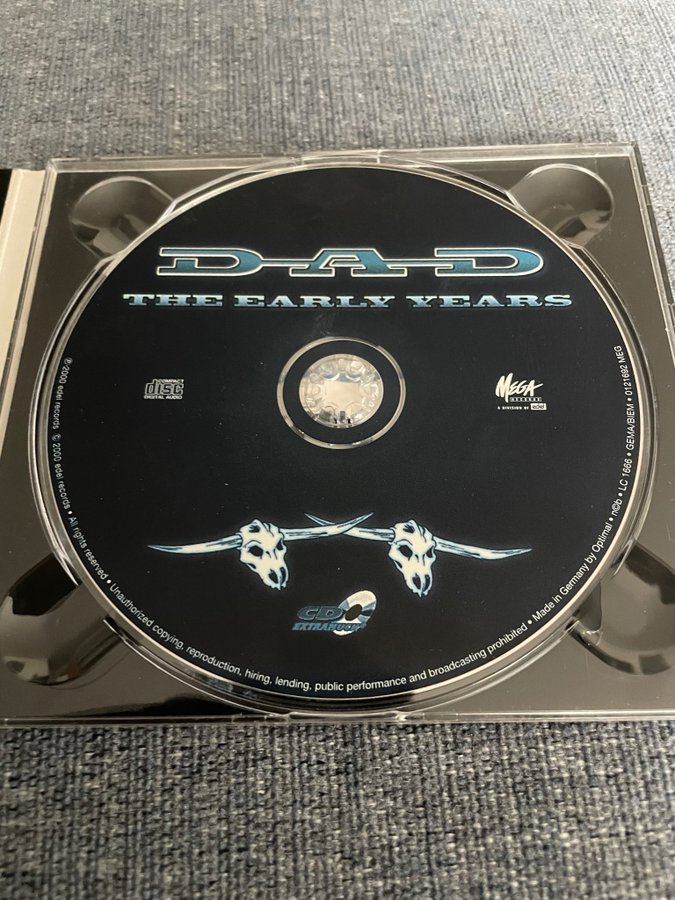 D-A-D
THE EARLY YEARS
COMPACT
disc
DIGITAL AUDIO
MEGA
RECORDS
A DIVISION OF edel
CD
EXTRAMUCH
℗2000 edel records © 2000 edel records • All rights reserved • Unauthorized copying, reproduction, hiring, lending, public performance and broadcasting prohibited • Made in Germany by Optimal • n©b • LC 1666 • GEMA/BIEM • 0121692 MEG